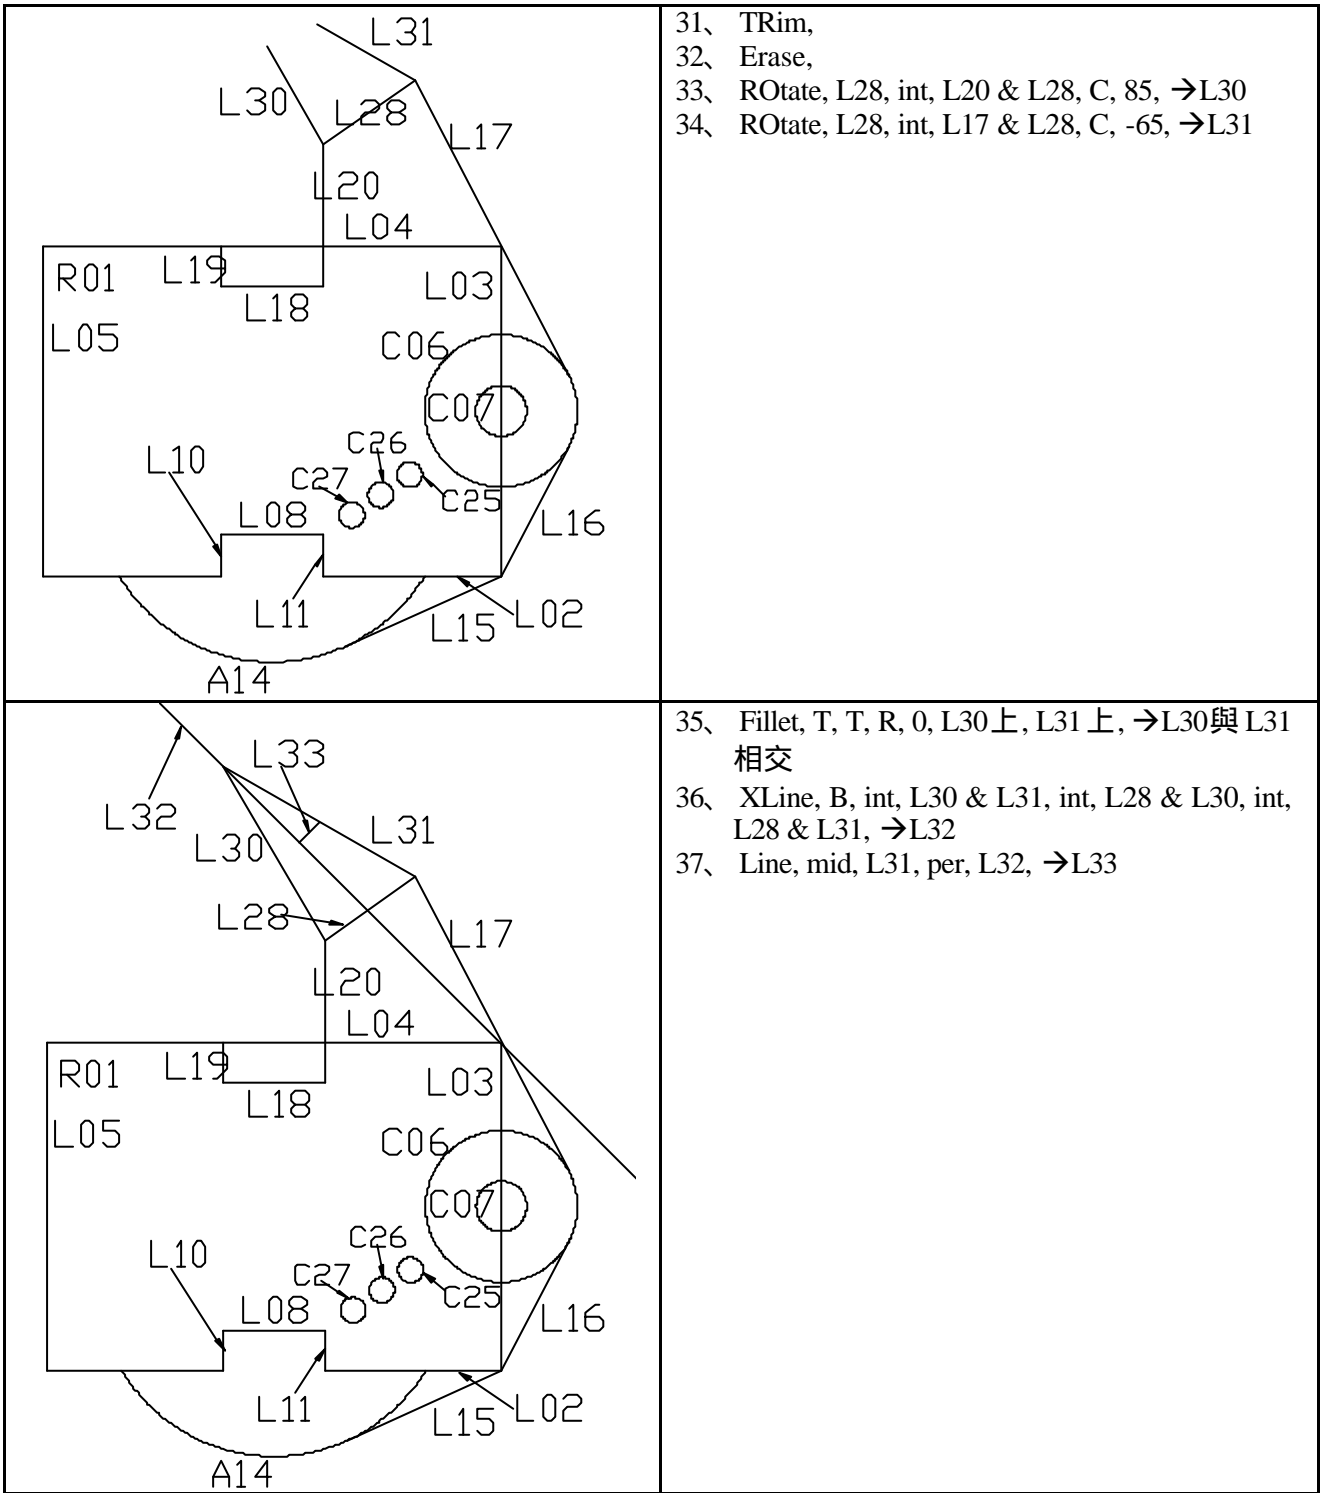 L31
L30
L28
L17
L20
L04
R01
L19
L03
L18
L05
C06
C07
C26
L10
C27
C25
L08
L16
L11
L02
L15
A14
31、 TRim,
32、 Erase,
33、 ROtate, L28, int, L20 & L28, C, 85, →L30
34、 ROtate, L28, int, L17 & L28, C, -65, →L31
L33
L32
L31
L30
L28
L17
L20
L04
R01
L19
L03
L18
L05
C06
C07
C26
L10
C27
C25
L08
L16
L11
L02
L15
A14
35、 Fillet, T, T, R, 0, L30上, L31上, →L30與 L31
相交
36、 XLine, B, int, L30 & L31, int, L28 & L30, int,
L28 & L31, →L32
37、 Line, mid, L31, per, L32, →L33